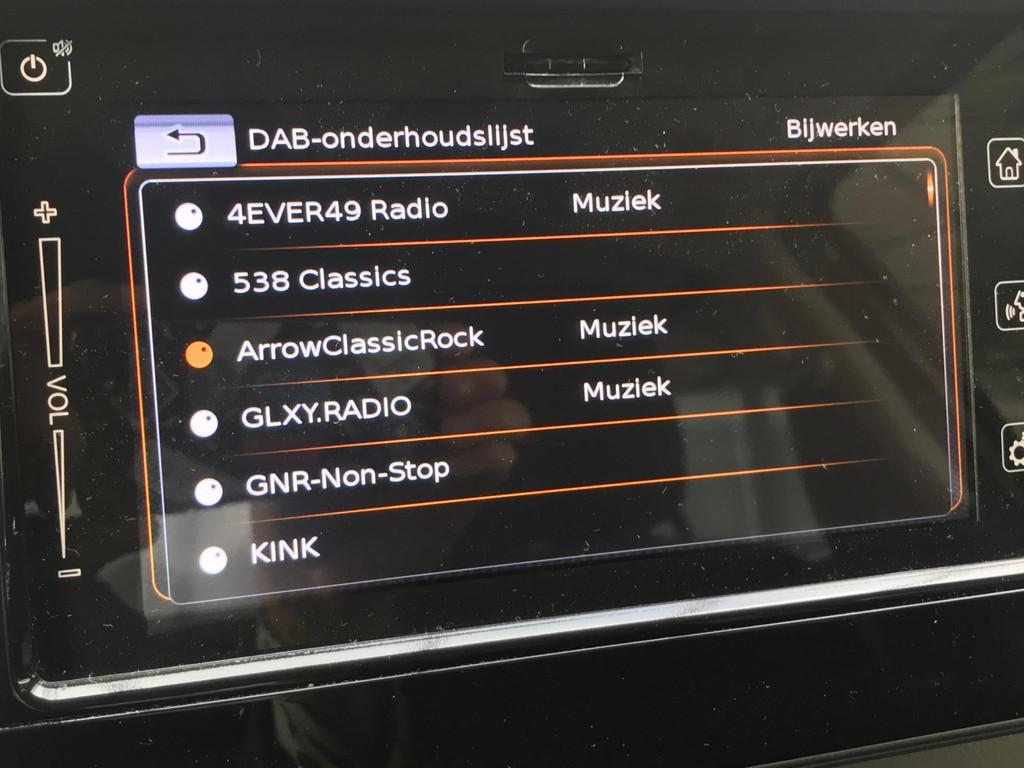 DAB-onderhoudslijst Bijwerken
4EVER49 Radio Muziek
538 Classics
ArrowClassicRock Muziek
GLXY.RADIO Muziek
GNR-Non-Stop
KINK
VOL